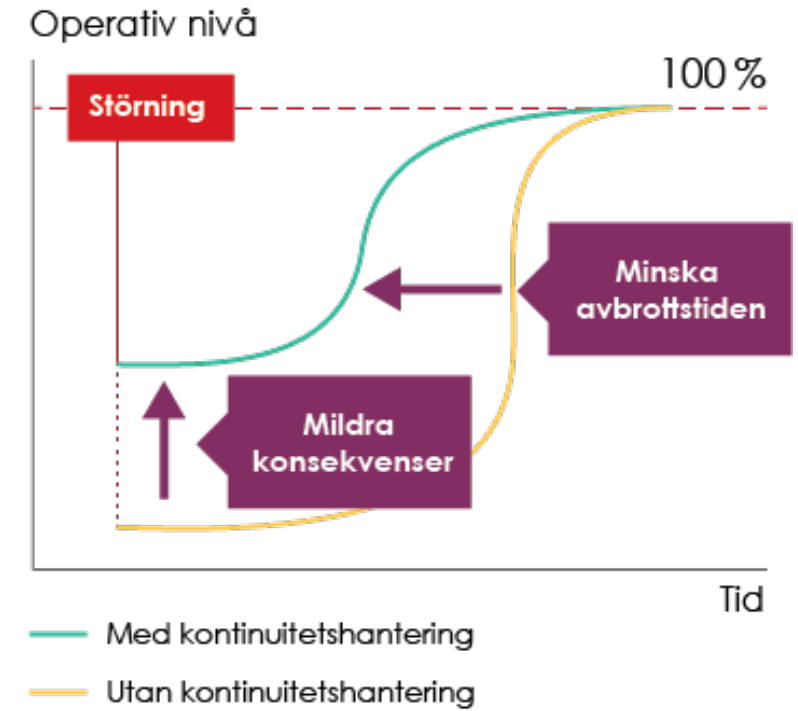 Operativ nivå
100 %
Störning
Minska
avbrottstiden
Mildra
konsekvenser
Tid
Med kontinuitetshantering
Utan kontinuitetshantering